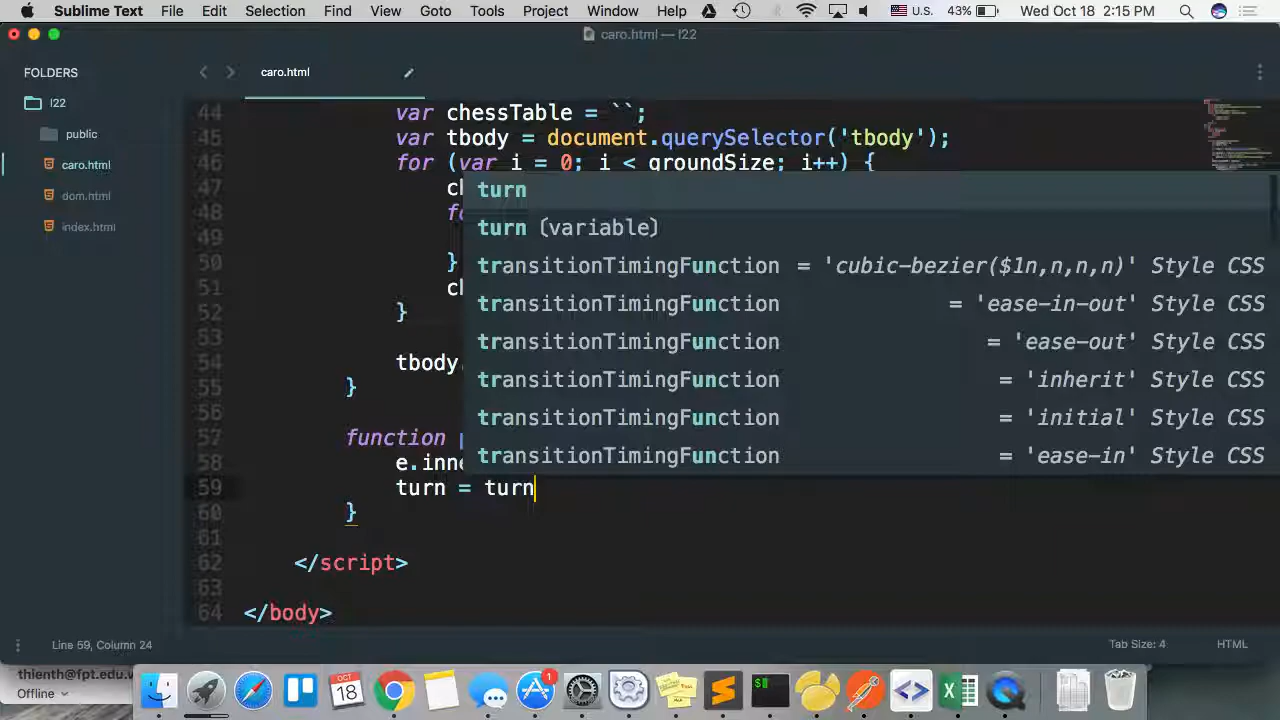 Sublime Text File Edit Selection Find View Goto Tools Project Window Help U.S. 43% Wed Oct 18 2:15 PM
caro.html — l22
FOLDERS
l22
public
caro.html
dom.html
index.html
caro.html
44 var chessTable = ``;
45 var tbody = document.querySelector('tbody');
46 for (var i = 0; i < groundSize; i++) {
47 ch
48 fo
49
50 }
51 ch
52 }
53
54 tbody.
55 }
56
57 function p
58 e.inne
59 turn = turn
60 }
61
62 </script>
63
64 </body>
turn
turn (variable)
transitionTimingFunction = 'cubic-bezier($1n,n,n,n)' Style CSS
transitionTimingFunction = 'ease-in-out' Style CSS
transitionTimingFunction = 'ease-out' Style CSS
transitionTimingFunction = 'inherit' Style CSS
transitionTimingFunction = 'initial' Style CSS
transitionTimingFunction = 'ease-in' Style CSS
Line 59, Column 24
Tab Size: 4 HTML
thienth@fpt.edu.v
Offline
OCT
18
1
$